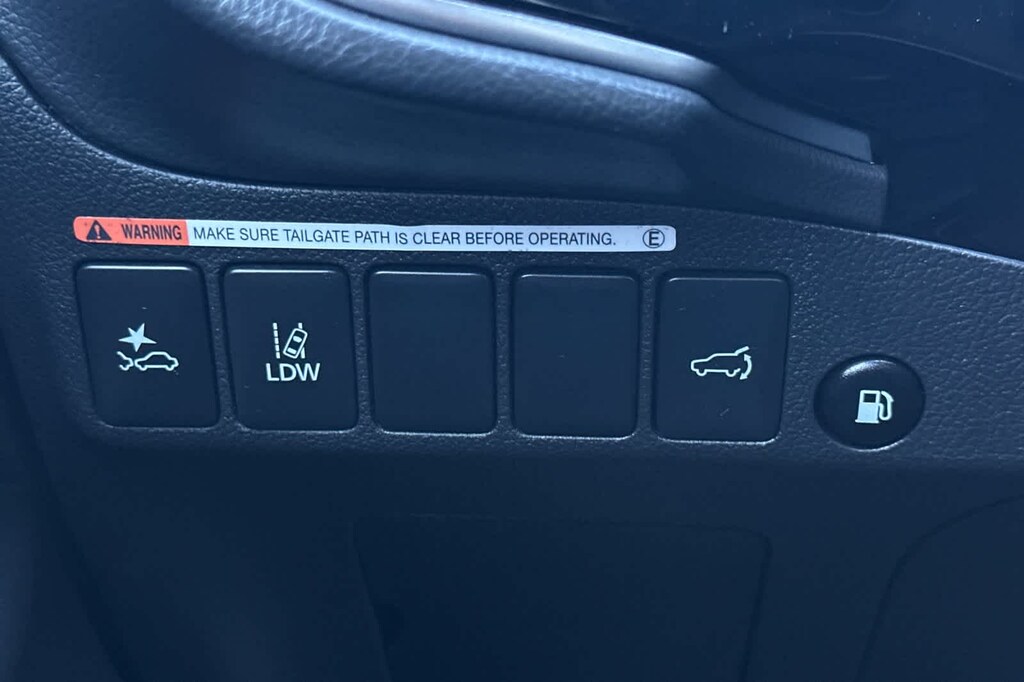 WARNING MAKE SURE TAILGATE PATH IS CLEAR BEFORE OPERATING. E
LDW